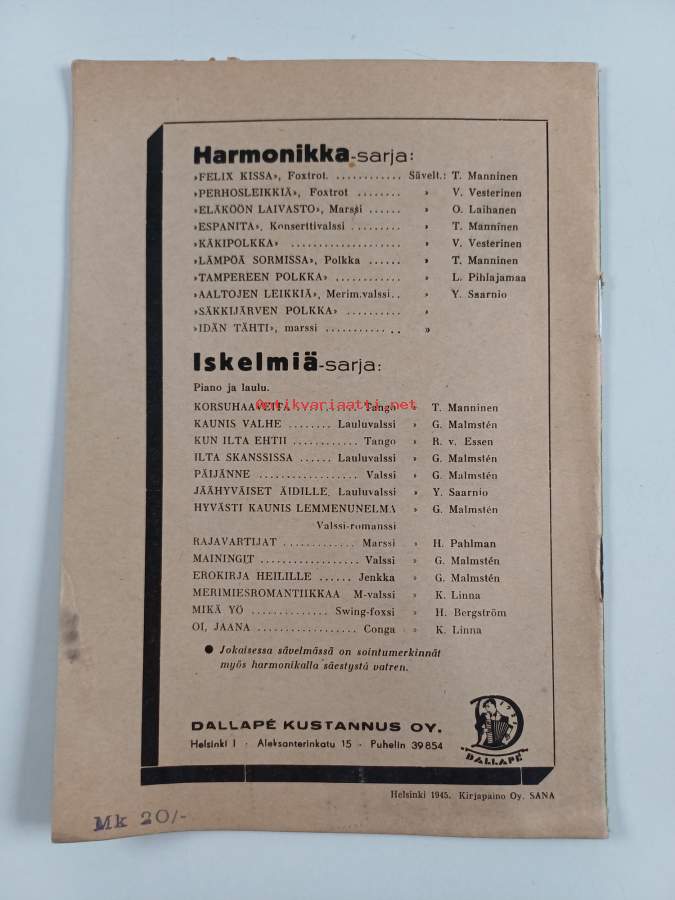 Harmonikka-sarja:
»FELIX KISSA», Foxtrot. ............ Sävelt.: T. Manninen
»PERHOSLEIKKIÄ», Foxtrot ........ » V. Vesterinen
»ELÄKÖÖN LAIVASTO», Marssi ...... » O. Laihanen
»ESPANITA», Konserttivalssi ......... » T. Manninen
»KÄKIPOLKKA» .................... » V. Vesterinen
»LÄMPÖÄ SORMISSA», Polkka ...... » T. Manninen
»TAMPEREEN POLKKA» ............ » L. Pihlajamaa
»AALTOJEN LEIKKIÄ», Merim.valssi.. » Y. Saarnio
»SÄKKIJÄRVEN POLKKA» .......... »
»IDÄN TÄHTI», marssi ............. »
Iskelmiä-sarja:
Piano ja laulu.
KORSUHAAVEITA ............ Tango » T. Manninen
Antikvariaatti.net
KAUNIS VALHE ........ Lauluvalssi » G. Malmstén
KUN ILTA EHTII ............ Tango » R. v. Essen
ILTA SKANSSISSA ...... Lauluvalssi » G. Malmstén
PÄIJÄNNE .................. Valssi » G. Malmstén
JÄÄHYVÄISET ÄIDILLE, Lauluvalssi » Y. Saarnio
HYVÄSTI KAUNIS LEMMENUNELMA » G. Malmstén
Valssi-romanssi
RAJAVARTIJAT ............. Marssi » H. Pahlman
MAININGIT .................. Valssi » G. Malmstén
EROKIRJA HEILILLE ...... Jenkka » G. Malmstén
MERIMIESROMANTIIKKAA M-valssi » K. Linna
MIKÄ YÖ .............. Swing-foxsi » H. Bergström
OI, JAANA .................. Conga » K. Linna
● Jokaisessa sävelmässä on sointumerkinnät
myös harmonikalla säestystä vatren.
DALLAPÉ KUSTANNUS OY.
Helsinki I · Aleksanterinkatu 15 · Puhelin 39 854
"DALLAPÉ"
Helsinki 1945. Kirjapaino Oy. SANA
Mk 20/-